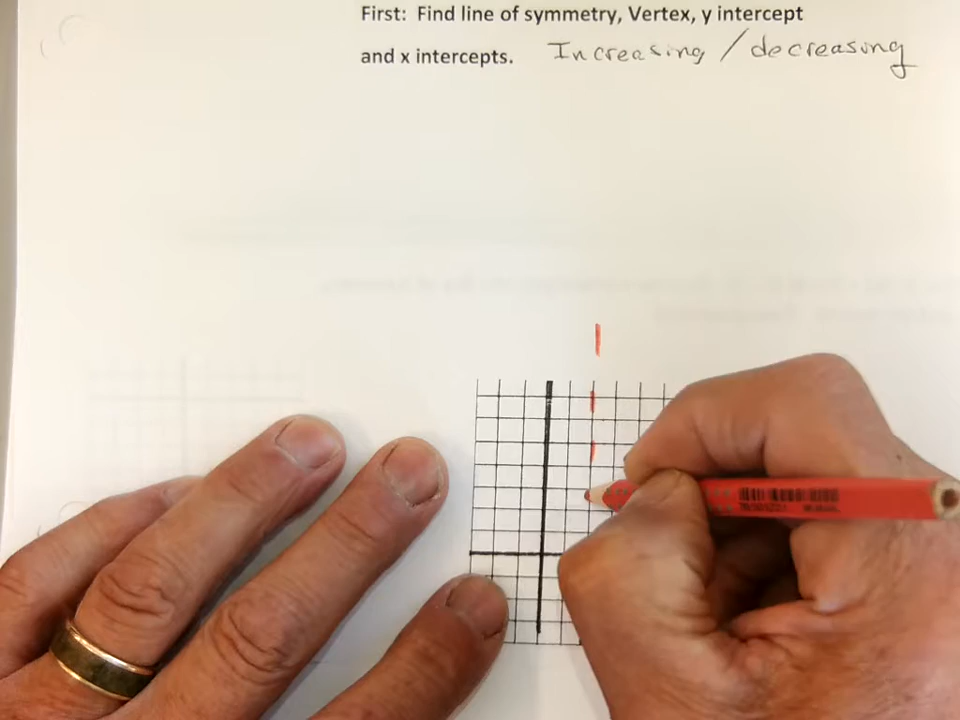 First: Find line of symmetry, Vertex, y intercept
and x intercepts. Increasing / decreasing